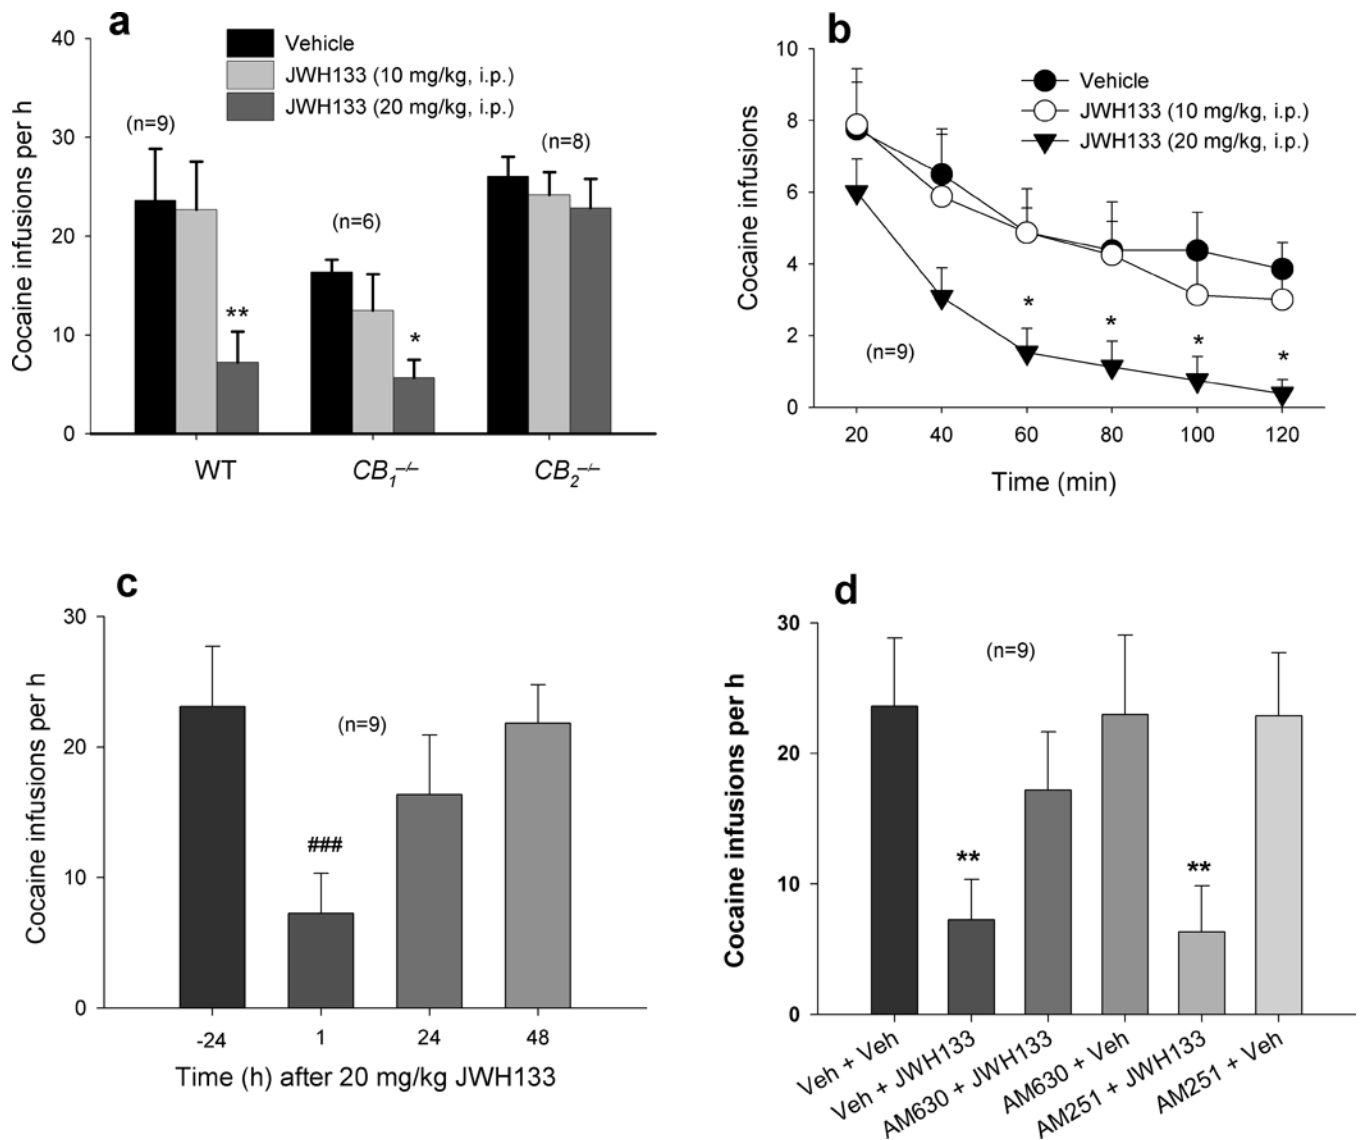 a
Vehicle
JWH133 (10 mg/kg, i.p.)
JWH133 (20 mg/kg, i.p.)
Cocaine infusions per h
40
30
20
10
0
(n=9)
(n=6)
(n=8)
**
*
WT
CB₁⁻/⁻
CB₂⁻/⁻
b
Vehicle
JWH133 (10 mg/kg, i.p.)
JWH133 (20 mg/kg, i.p.)
Cocaine infusions
10
8
6
4
2
0
(n=9)
*
*
*
*
20 40 60 80 100 120
Time (min)
c
Cocaine infusions per h
30
20
10
0
(n=9)
###
-24 1 24 48
Time (h) after 20 mg/kg JWH133
d
Cocaine infusions per h
30
20
10
0
(n=9)
**
**
Veh + Veh
Veh + JWH133
AM630 + JWH133
AM630 + Veh
AM251 + JWH133
AM251 + Veh